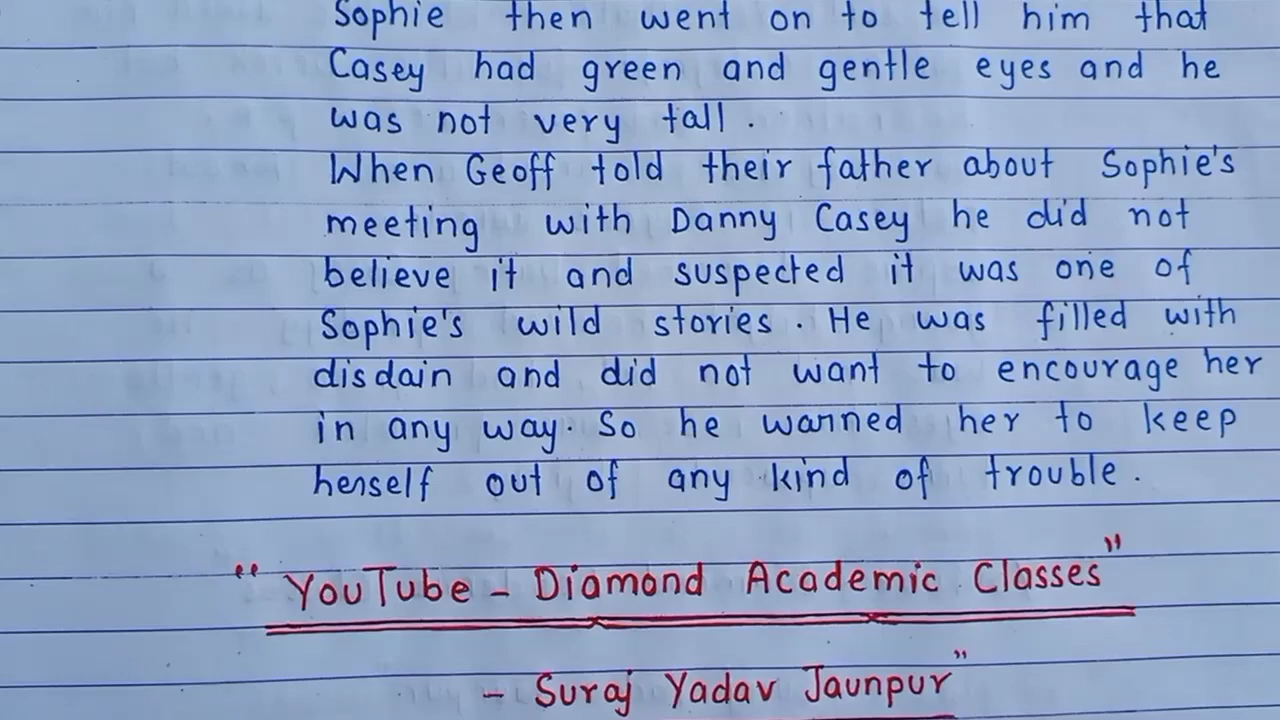 Sophie then went on to tell him that
Casey had green and gentle eyes and he
was not very tall.
When Geoff told their father about Sophie's
meeting with Danny Casey he did not
believe it and suspected it was one of
Sophie's wild stories. He was filled with
disdain and did not want to encourage her
in any way. So he warned her to keep
herself out of any kind of trouble.
"YouTube - Diamond Academic Classes"
- Suraj Yadav Jaunpur"